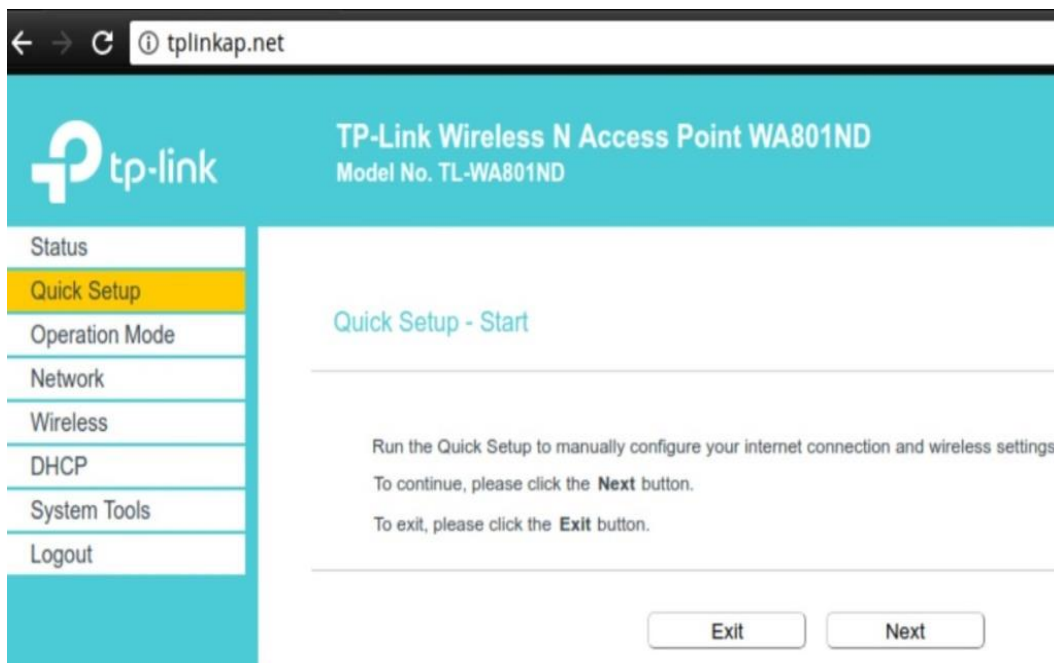 tplinkap.net
tp-link
TP-Link Wireless N Access Point WA801ND
Model No. TL-WA801ND
Status
Quick Setup
Operation Mode
Network
Wireless
DHCP
System Tools
Logout
Quick Setup - Start
Run the Quick Setup to manually configure your internet connection and wireless settings
To continue, please click the Next button.
To exit, please click the Exit button.
Exit Next